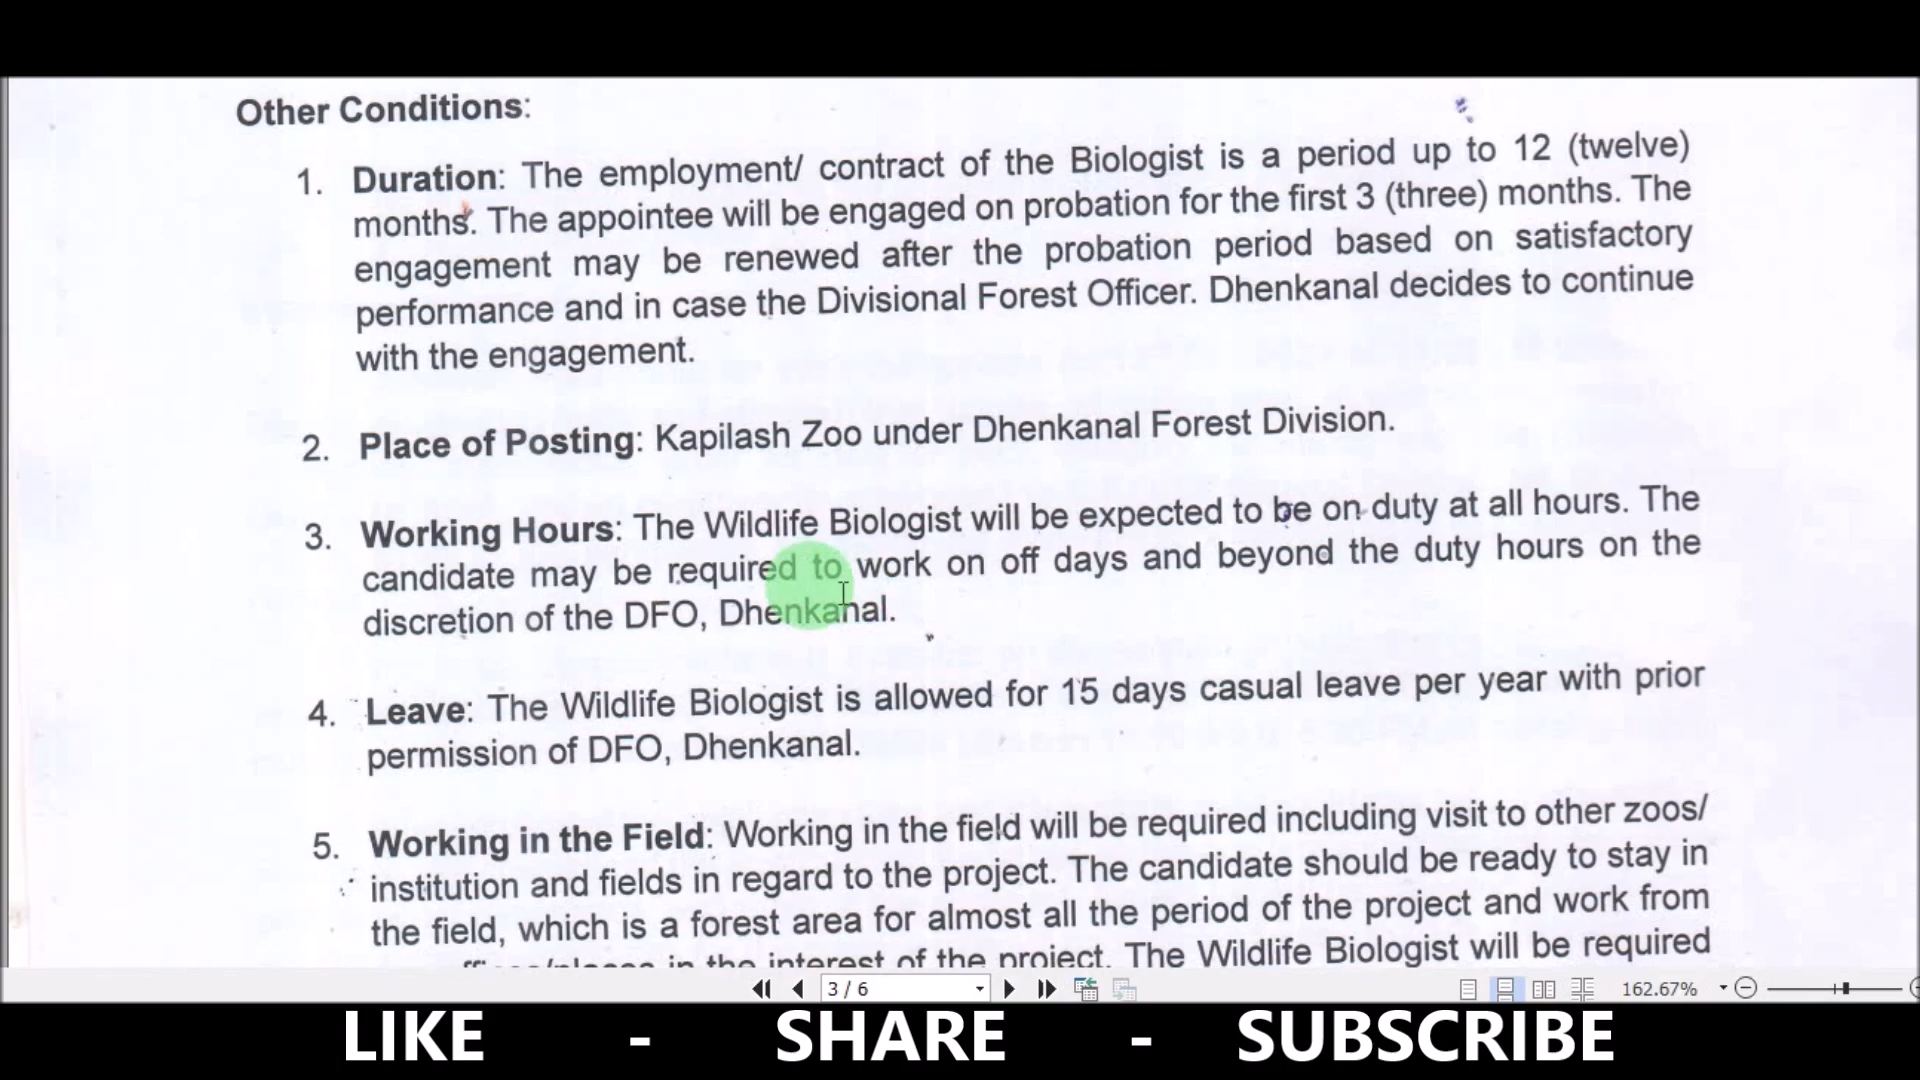 Other Conditions:
1. Duration: The employment/ contract of the Biologist is a period up to 12 (twelve)
months. The appointee will be engaged on probation for the first 3 (three) months. The
engagement may be renewed after the probation period based on satisfactory
performance and in case the Divisional Forest Officer. Dhenkanal decides to continue
with the engagement.
2. Place of Posting: Kapilash Zoo under Dhenkanal Forest Division.
3. Working Hours: The Wildlife Biologist will be expected to be on duty at all hours. The
candidate may be required to work on off days and beyond the duty hours on the
discretion of the DFO, Dhenkanal.
4. Leave: The Wildlife Biologist is allowed for 15 days casual leave per year with prior
permission of DFO, Dhenkanal.
5. Working in the Field: Working in the field will be required including visit to other zoos/
institution and fields in regard to the project. The candidate should be ready to stay in
the field, which is a forest area for almost all the period of the project and work from
in the interest of the project. The Wildlife Biologist will be required
3 / 6
162.67%
LIKE - SHARE - SUBSCRIBE